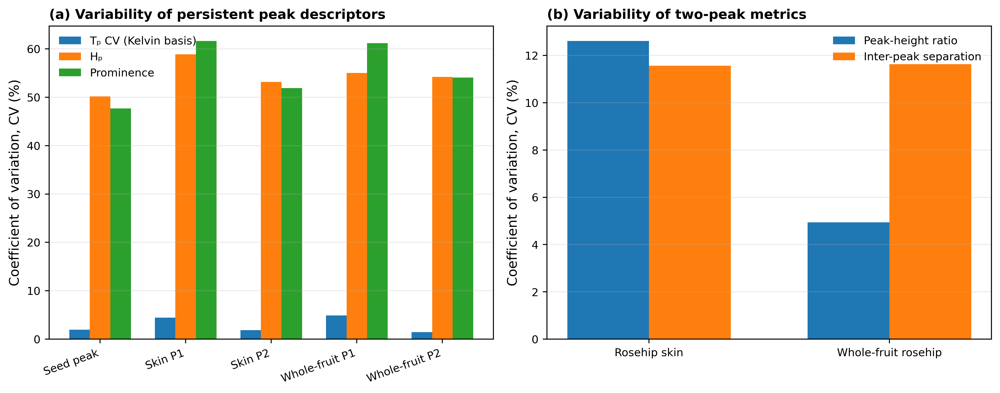 (a) Variability of persistent peak descriptors
Coefficient of variation, CV (%)
60
50
40
30
20
10
0
Tₚ CV (Kelvin basis)
Hₚ
Prominence
Seed peak
Skin P1
Skin P2
Whole-fruit P1
Whole-fruit P2
(b) Variability of two-peak metrics
Coefficient of variation, CV (%)
12
10
8
6
4
2
0
Peak-height ratio
Inter-peak separation
Rosehip skin
Whole-fruit rosehip